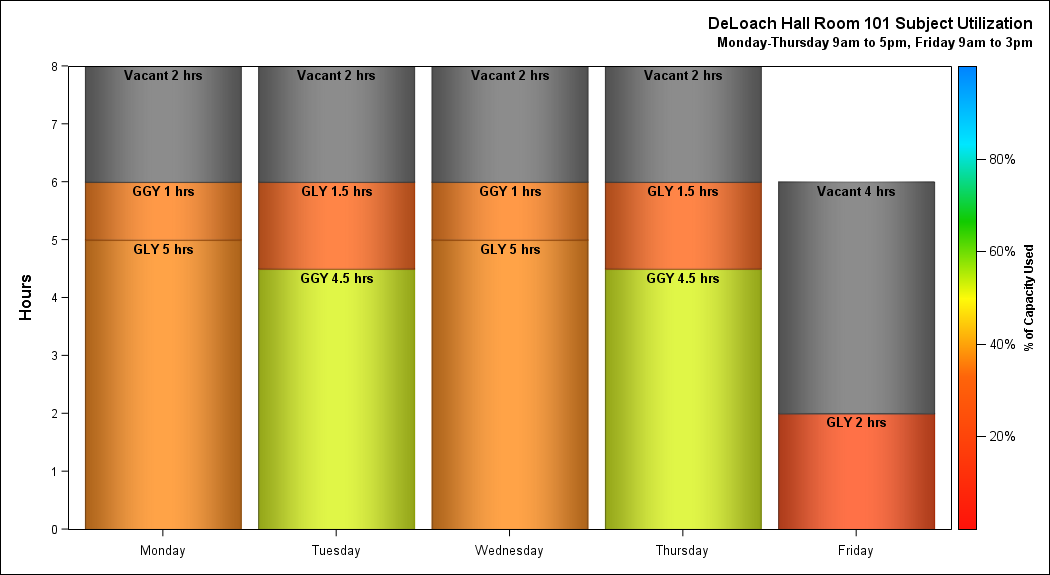 DeLoach Hall Room 101 Subject Utilization
Monday-Thursday 9am to 5pm, Friday 9am to 3pm
Hours
8
7
6
5
4
3
2
1
0
Vacant 2 hrs
GGY 1 hrs
GLY 5 hrs
Vacant 2 hrs
GLY 1.5 hrs
GGY 4.5 hrs
Vacant 2 hrs
GGY 1 hrs
GLY 5 hrs
Vacant 2 hrs
GLY 1.5 hrs
GGY 4.5 hrs
Vacant 4 hrs
GLY 2 hrs
Monday
Tuesday
Wednesday
Thursday
Friday
80%
60%
40%
20%
% of Capacity Used